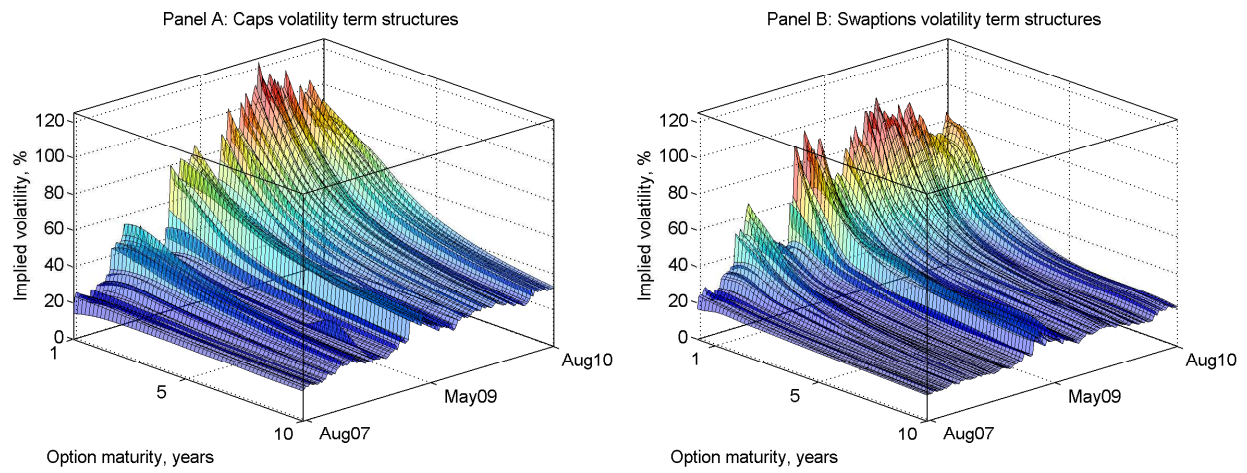 Panel A: Caps volatility term structures
Implied volatility, %
120
100
80
60
40
20
0
1
5
10
Aug07
May09
Aug10
Option maturity, years
Panel B: Swaptions volatility term structures
Implied volatility, %
120
100
80
60
40
20
0
1
5
10
Aug07
May09
Aug10
Option maturity, years